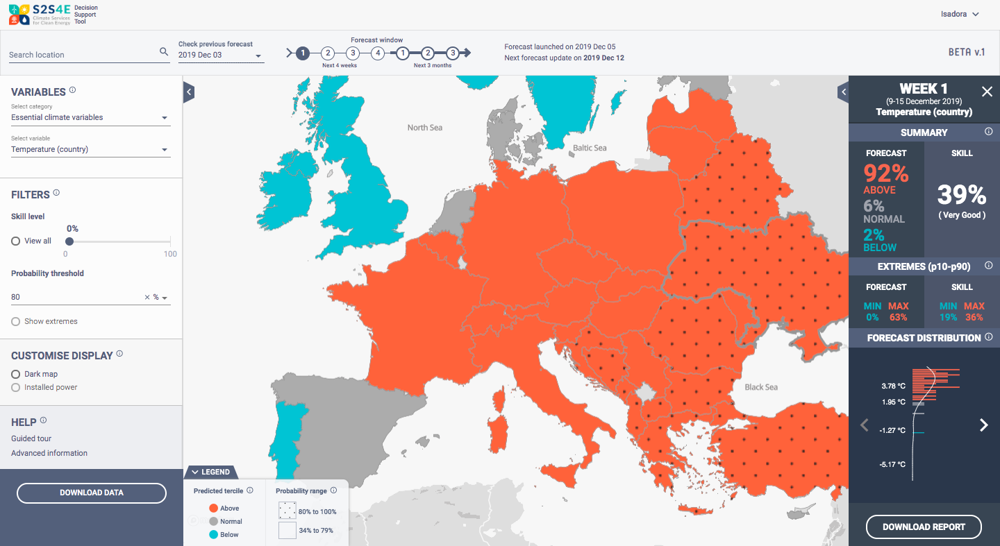 S2S4E
Climate Services
for Clean Energy
Decision
Support
Tool
Isadora
Search location
Check previous forecast
2019 Dec 03
Forecast window
1 2 3 4 1 2 3
Next 4 weeks
Next 3 months
Forecast launched on 2019 Dec 05
Next forecast update on 2019 Dec 12
BETA v.1
VARIABLES
Select category
Essential climate variables
Select variable
Temperature (country)
FILTERS
Skill level
0%
View all
0 100
Probability threshold
80 × %
Show extremes
CUSTOMISE DISPLAY
Dark map
Installed power
HELP
Guided tour
Advanced information
DOWNLOAD DATA
North Sea
Baltic Sea
Black Sea
LEGEND
Predicted tercile
Above
Normal
Below
Probability range
80% to 100%
34% to 79%
WEEK 1
(9-15 December 2019)
Temperature (country)
SUMMARY
FORECAST
92%
ABOVE
6%
NORMAL
2%
BELOW
SKILL
39%
( Very Good )
EXTREMES (p10-p90)
FORECAST
MIN MAX
0% 63%
SKILL
MIN MAX
19% 36%
FORECAST DISTRIBUTION
3.78 ºC
1.95 ºC
-1.27 ºC
-5.17 ºC
DOWNLOAD REPORT